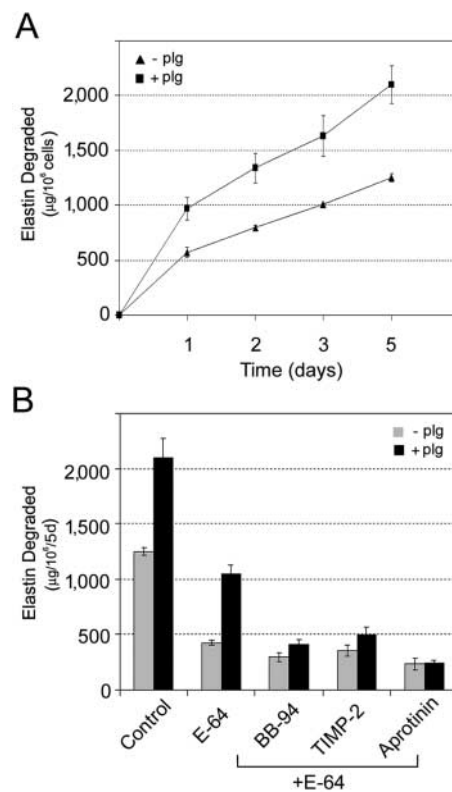 A
- plg
+ plg
Elastin Degraded
(µg/10⁶ cells)
2,000
1,500
1,000
500
0
1 2 3 5
Time (days)
B
- plg
+ plg
Elastin Degraded
(µg/10⁶/5d)
2,000
1,500
1,000
500
0
Control E-64 BB-94 TIMP-2 Aprotinin
+E-64